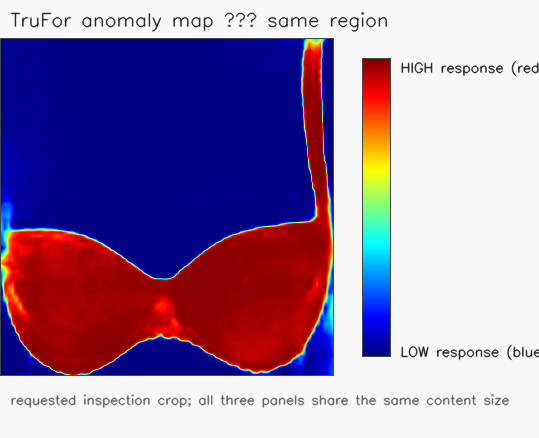 TruFor anomaly map ??? same region
HIGH response (red
LOW response (blue
requested inspection crop; all three panels share the same content size